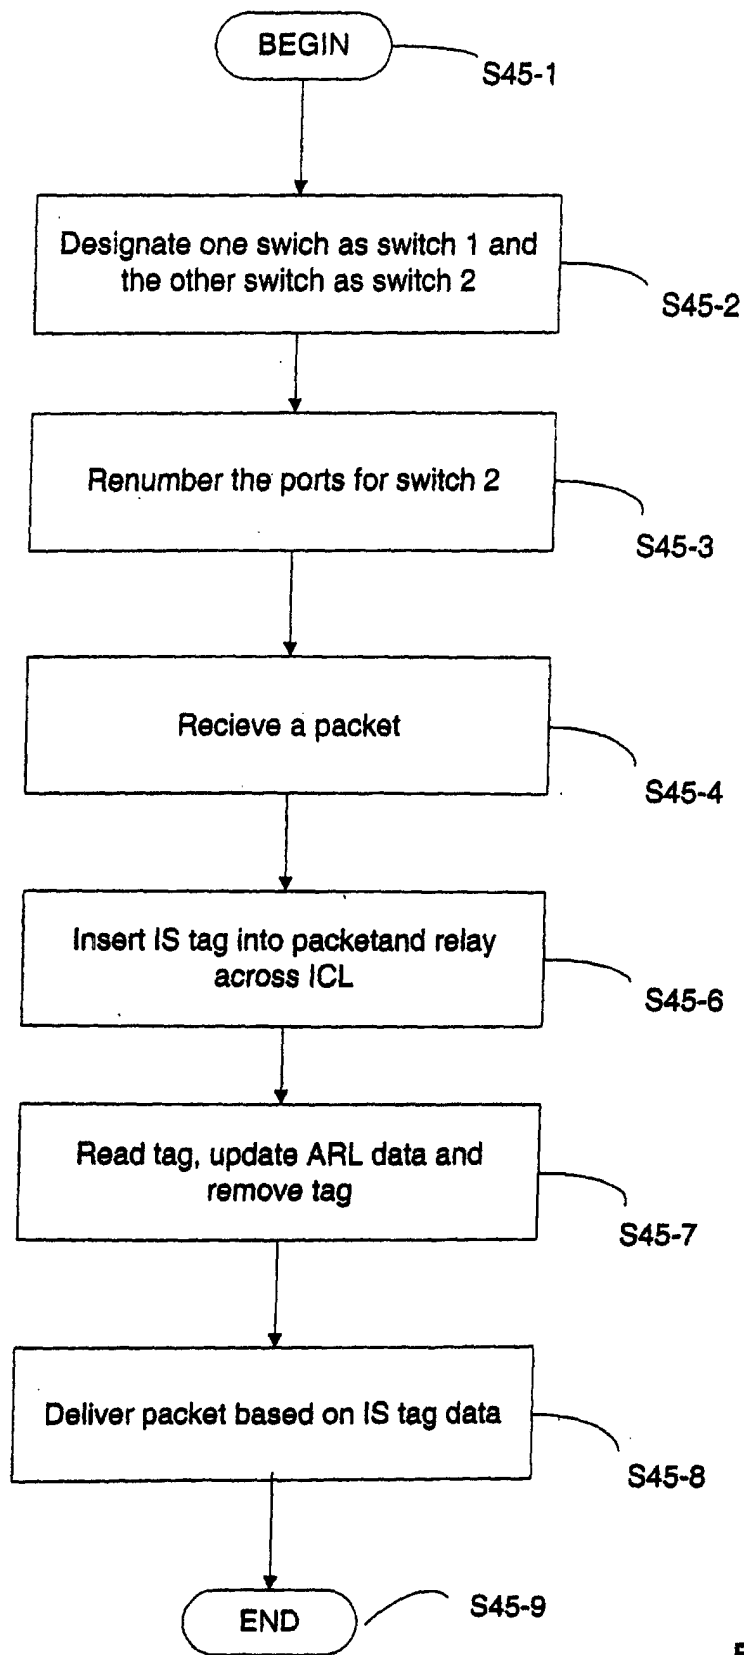 BEGIN
S45-1
Designate one swich as switch 1 and
the other switch as switch 2
S45-2
Renumber the ports for switch 2
S45-3
Recieve a packet
S45-4
Insert IS tag into packetand relay
across ICL
S45-6
Read tag, update ARL data and
remove tag
S45-7
Deliver packet based on IS tag data
S45-8
END
S45-9